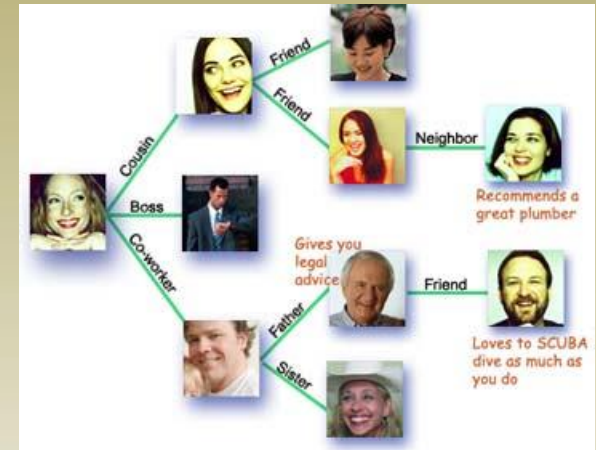 Friend
Friend
Cousin
Neighbor
Recommends a
great plumber
Boss
Co-worker
Gives you
legal
advice
Father
Friend
Loves to SCUBA
dive as much as
you do
Sister